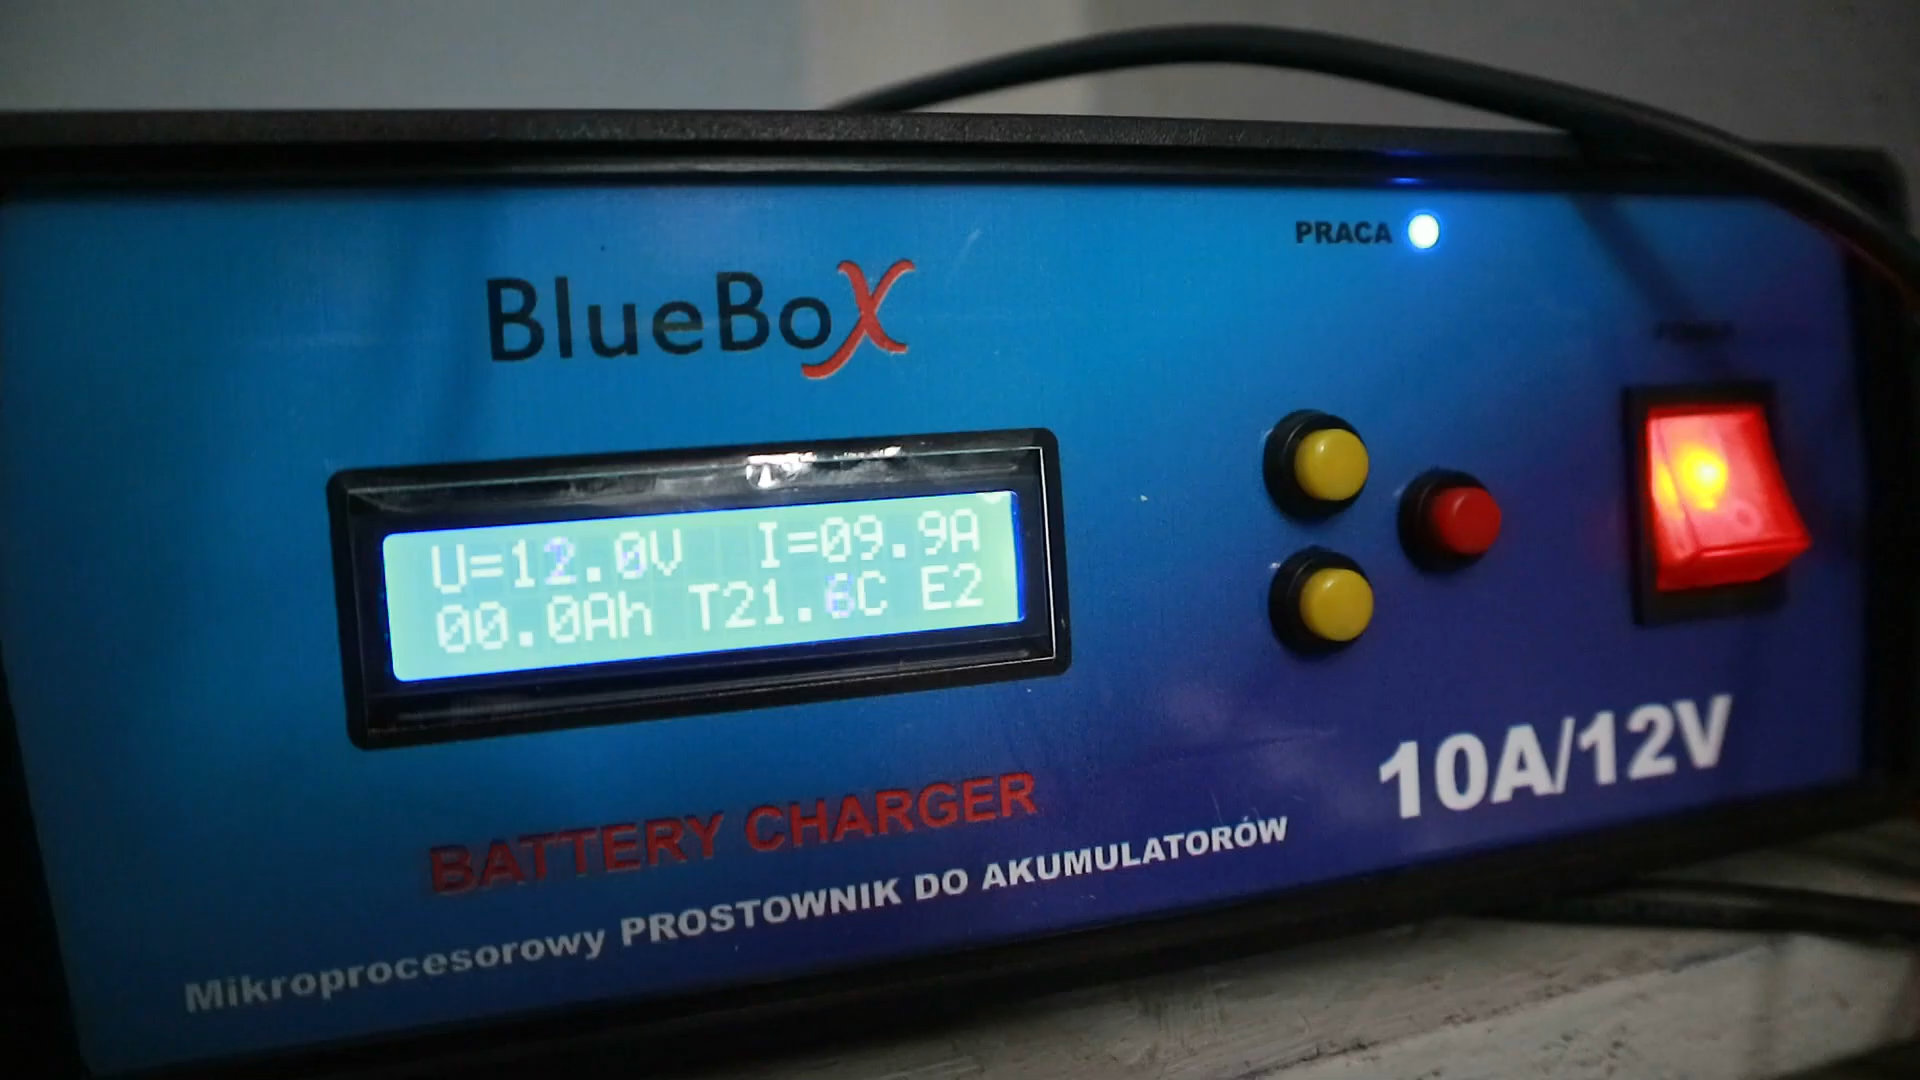 PRACA
BlueBoX
U=12.0V I=09.9A
00.0Ah T21.6C E2
10A/12V
BATTERY CHARGER
Mikroprocesorowy PROSTOWNIK DO AKUMULATORÓW